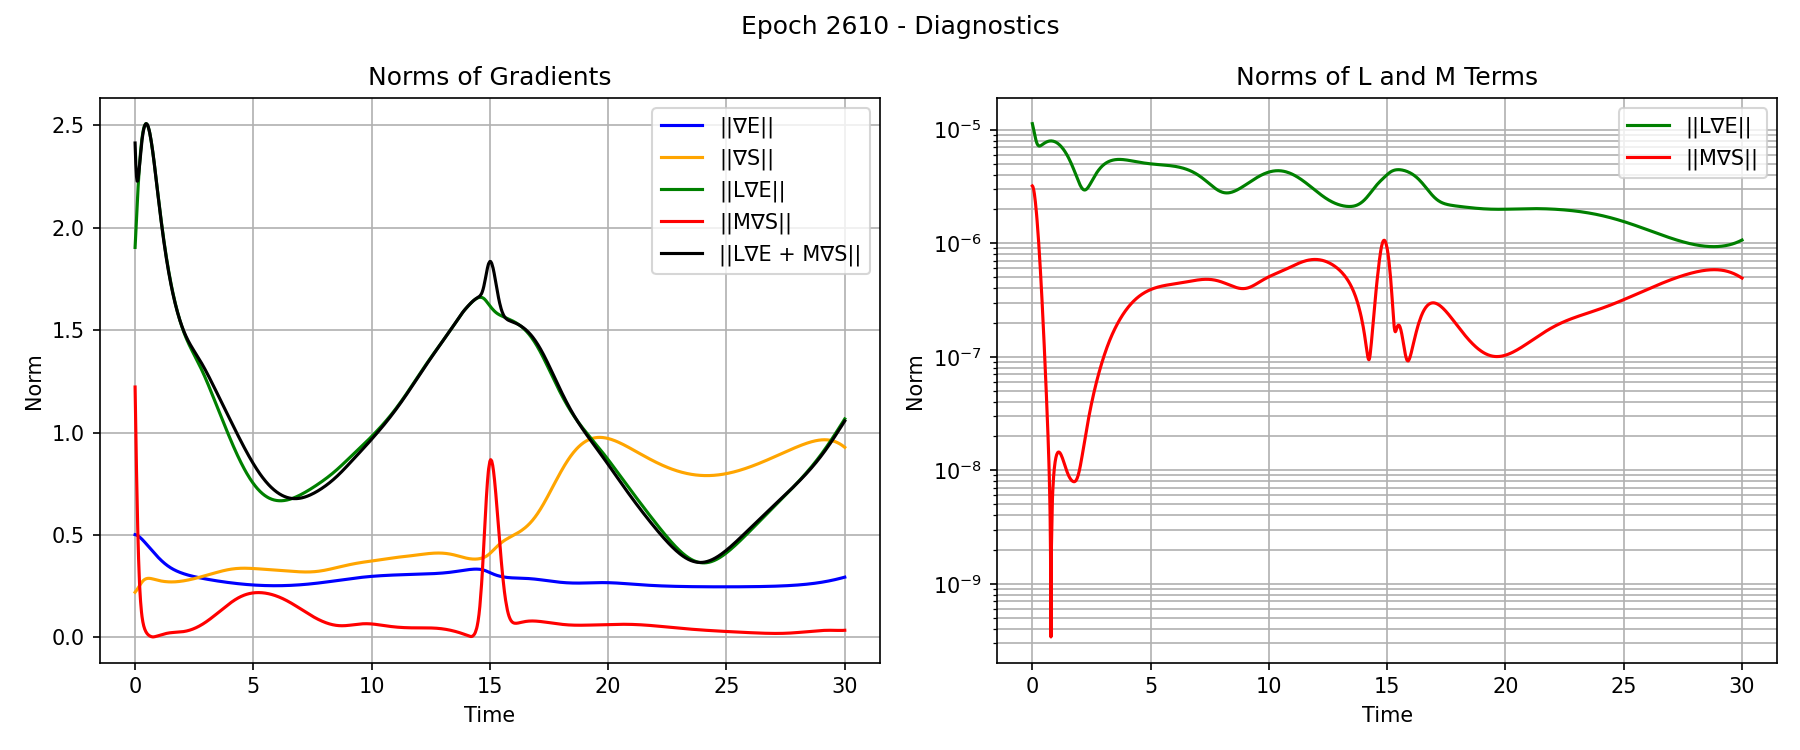 Epoch 2610 - Diagnostics
Norms of Gradients
Norm
2.5
2.0
1.5
1.0
0.5
0.0
||∇E||
||∇S||
||L∇E||
||M∇S||
||L∇E + M∇S||
0 5 10 15 20 25 30
Time
Norms of L and M Terms
Norm
10⁻⁵
10⁻⁶
10⁻⁷
10⁻⁸
10⁻⁹
||L∇E||
||M∇S||
0 5 10 15 20 25 30
Time